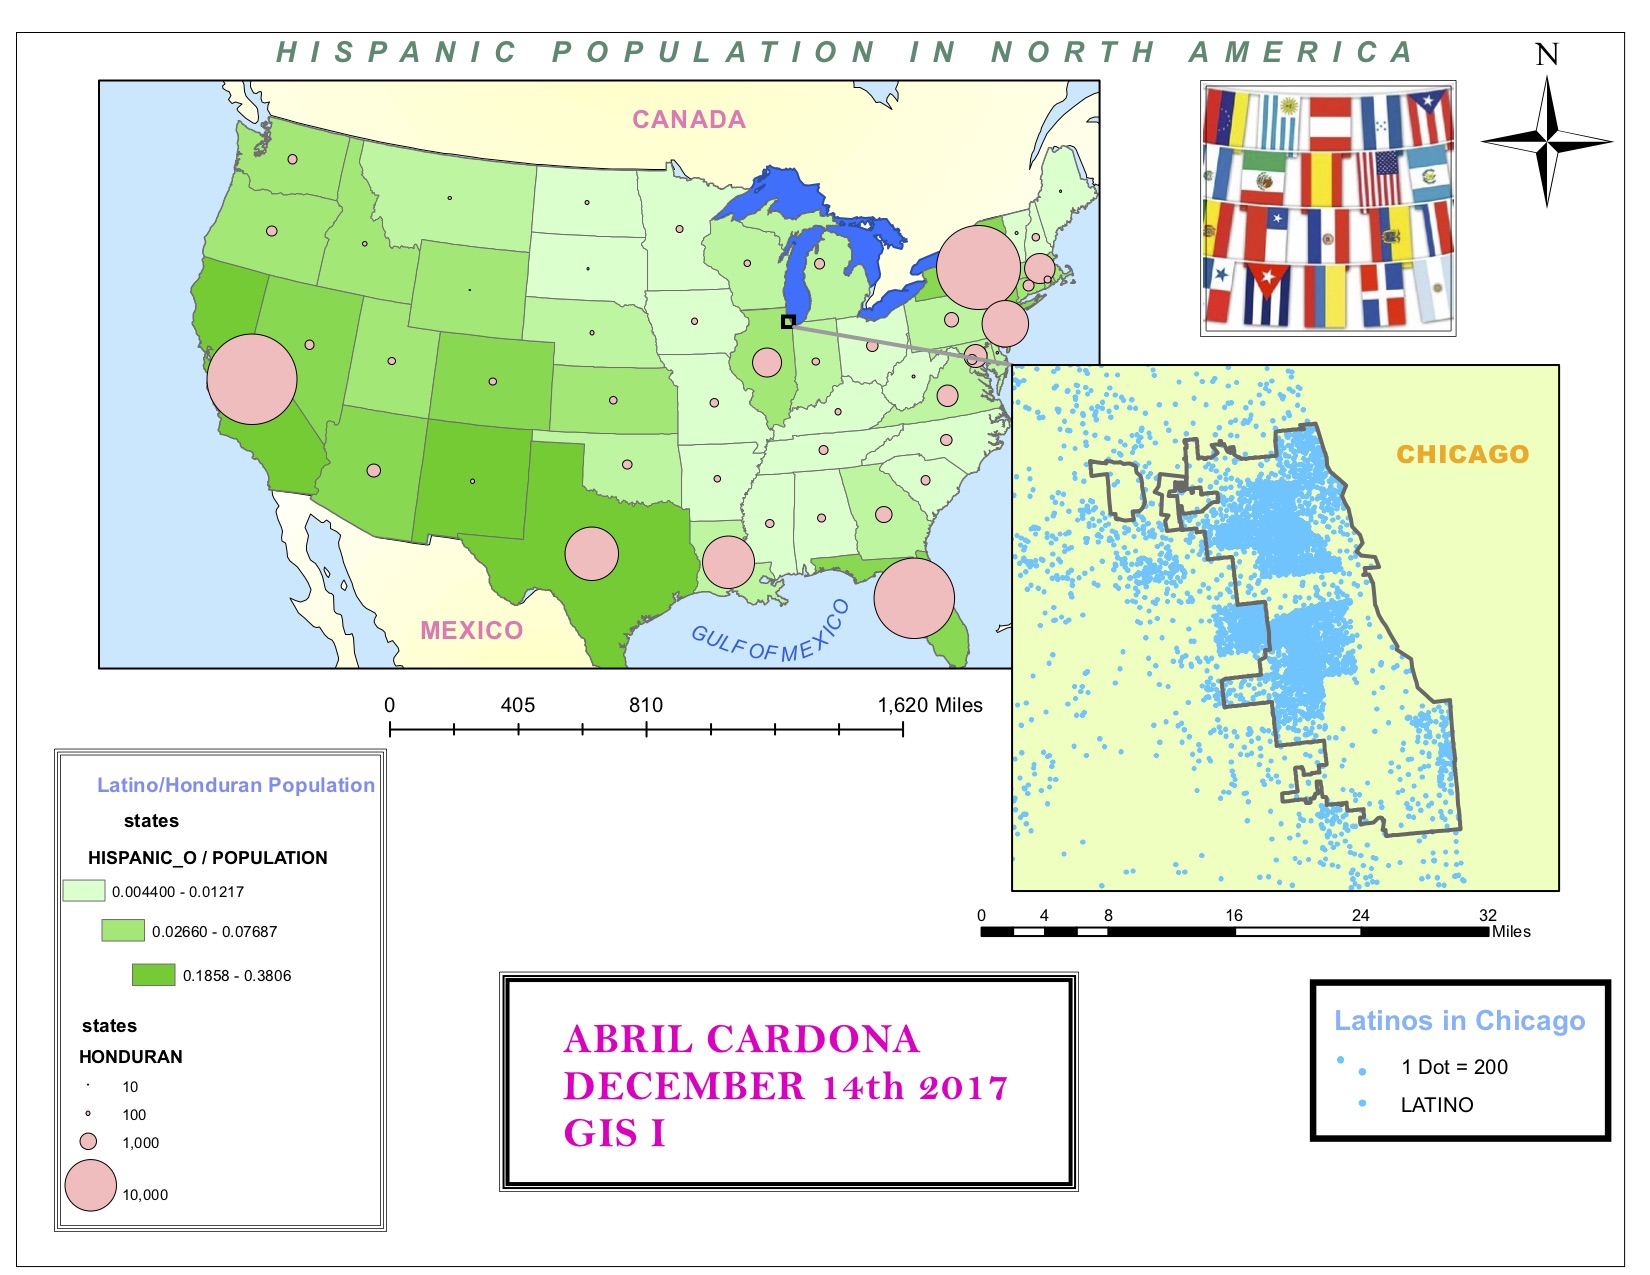 HISPANIC POPULATION IN NORTH AMERICA
N
CANADA
MEXICO
GULF OF MEXICO
CHICAGO
0 405 810 1,620 Miles
0 4 8 16 24 32
Miles
Latino/Honduran Population
states
HISPANIC_O / POPULATION
0.004400 - 0.01217
0.02660 - 0.07687
0.1858 - 0.3806
states
HONDURAN
10
100
1,000
10,000
ABRIL CARDONA
DECEMBER 14th 2017
GIS I
Latinos in Chicago
1 Dot = 200
LATINO